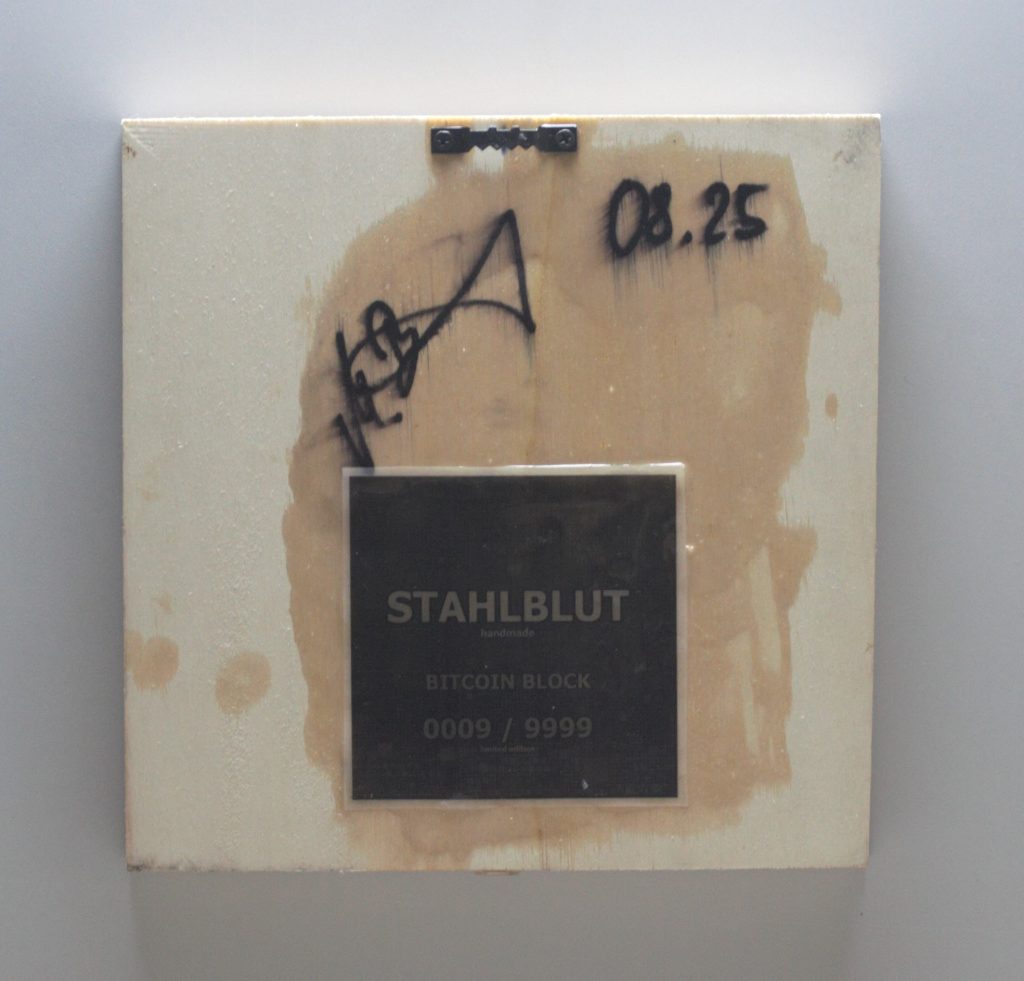 08.25
STAHLBLUT
handmade
BITCOIN BLOCK
0009 / 9999
limited edition